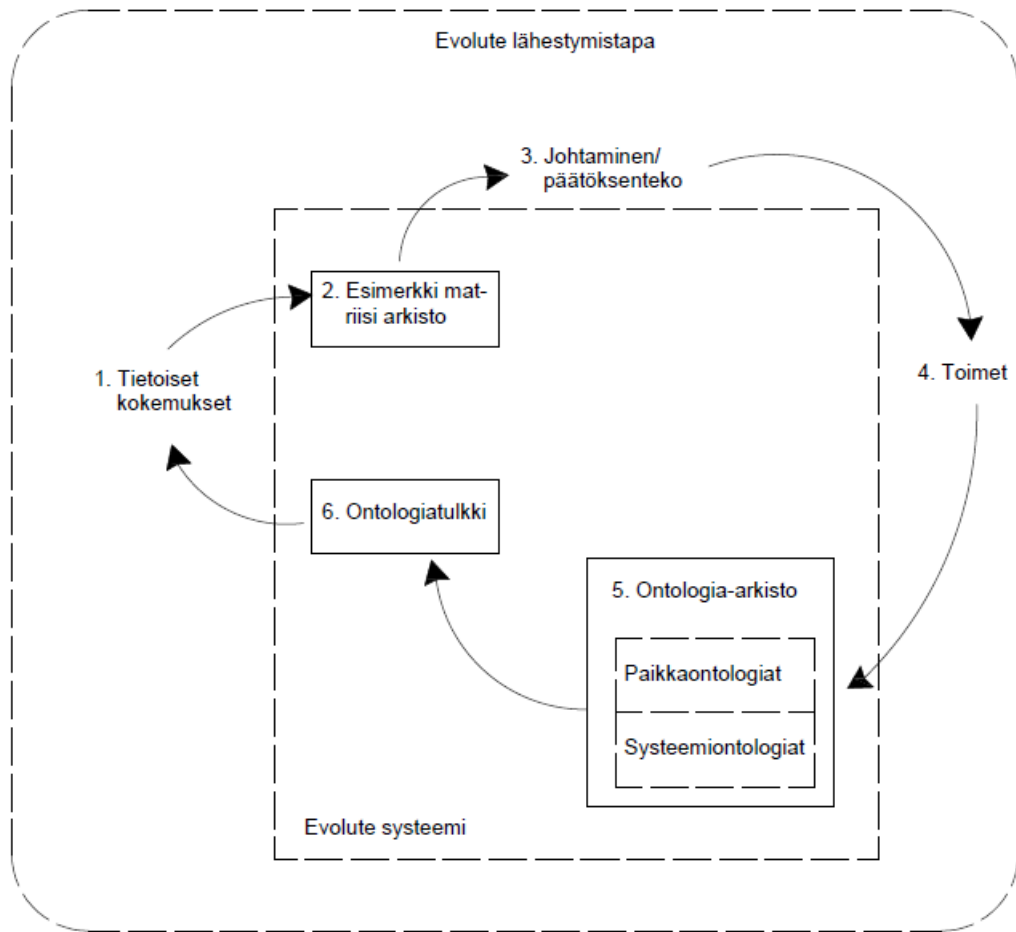 Evolute lähestymistapa
3. Johtaminen/
päätöksenteko
2. Esimerkki mat-
riisi arkisto
1. Tietoiset
kokemukset
4. Toimet
6. Ontologiatulkki
5. Ontologia-arkisto
Paikkaontologiat
Systeemiontologiat
Evolute systeemi